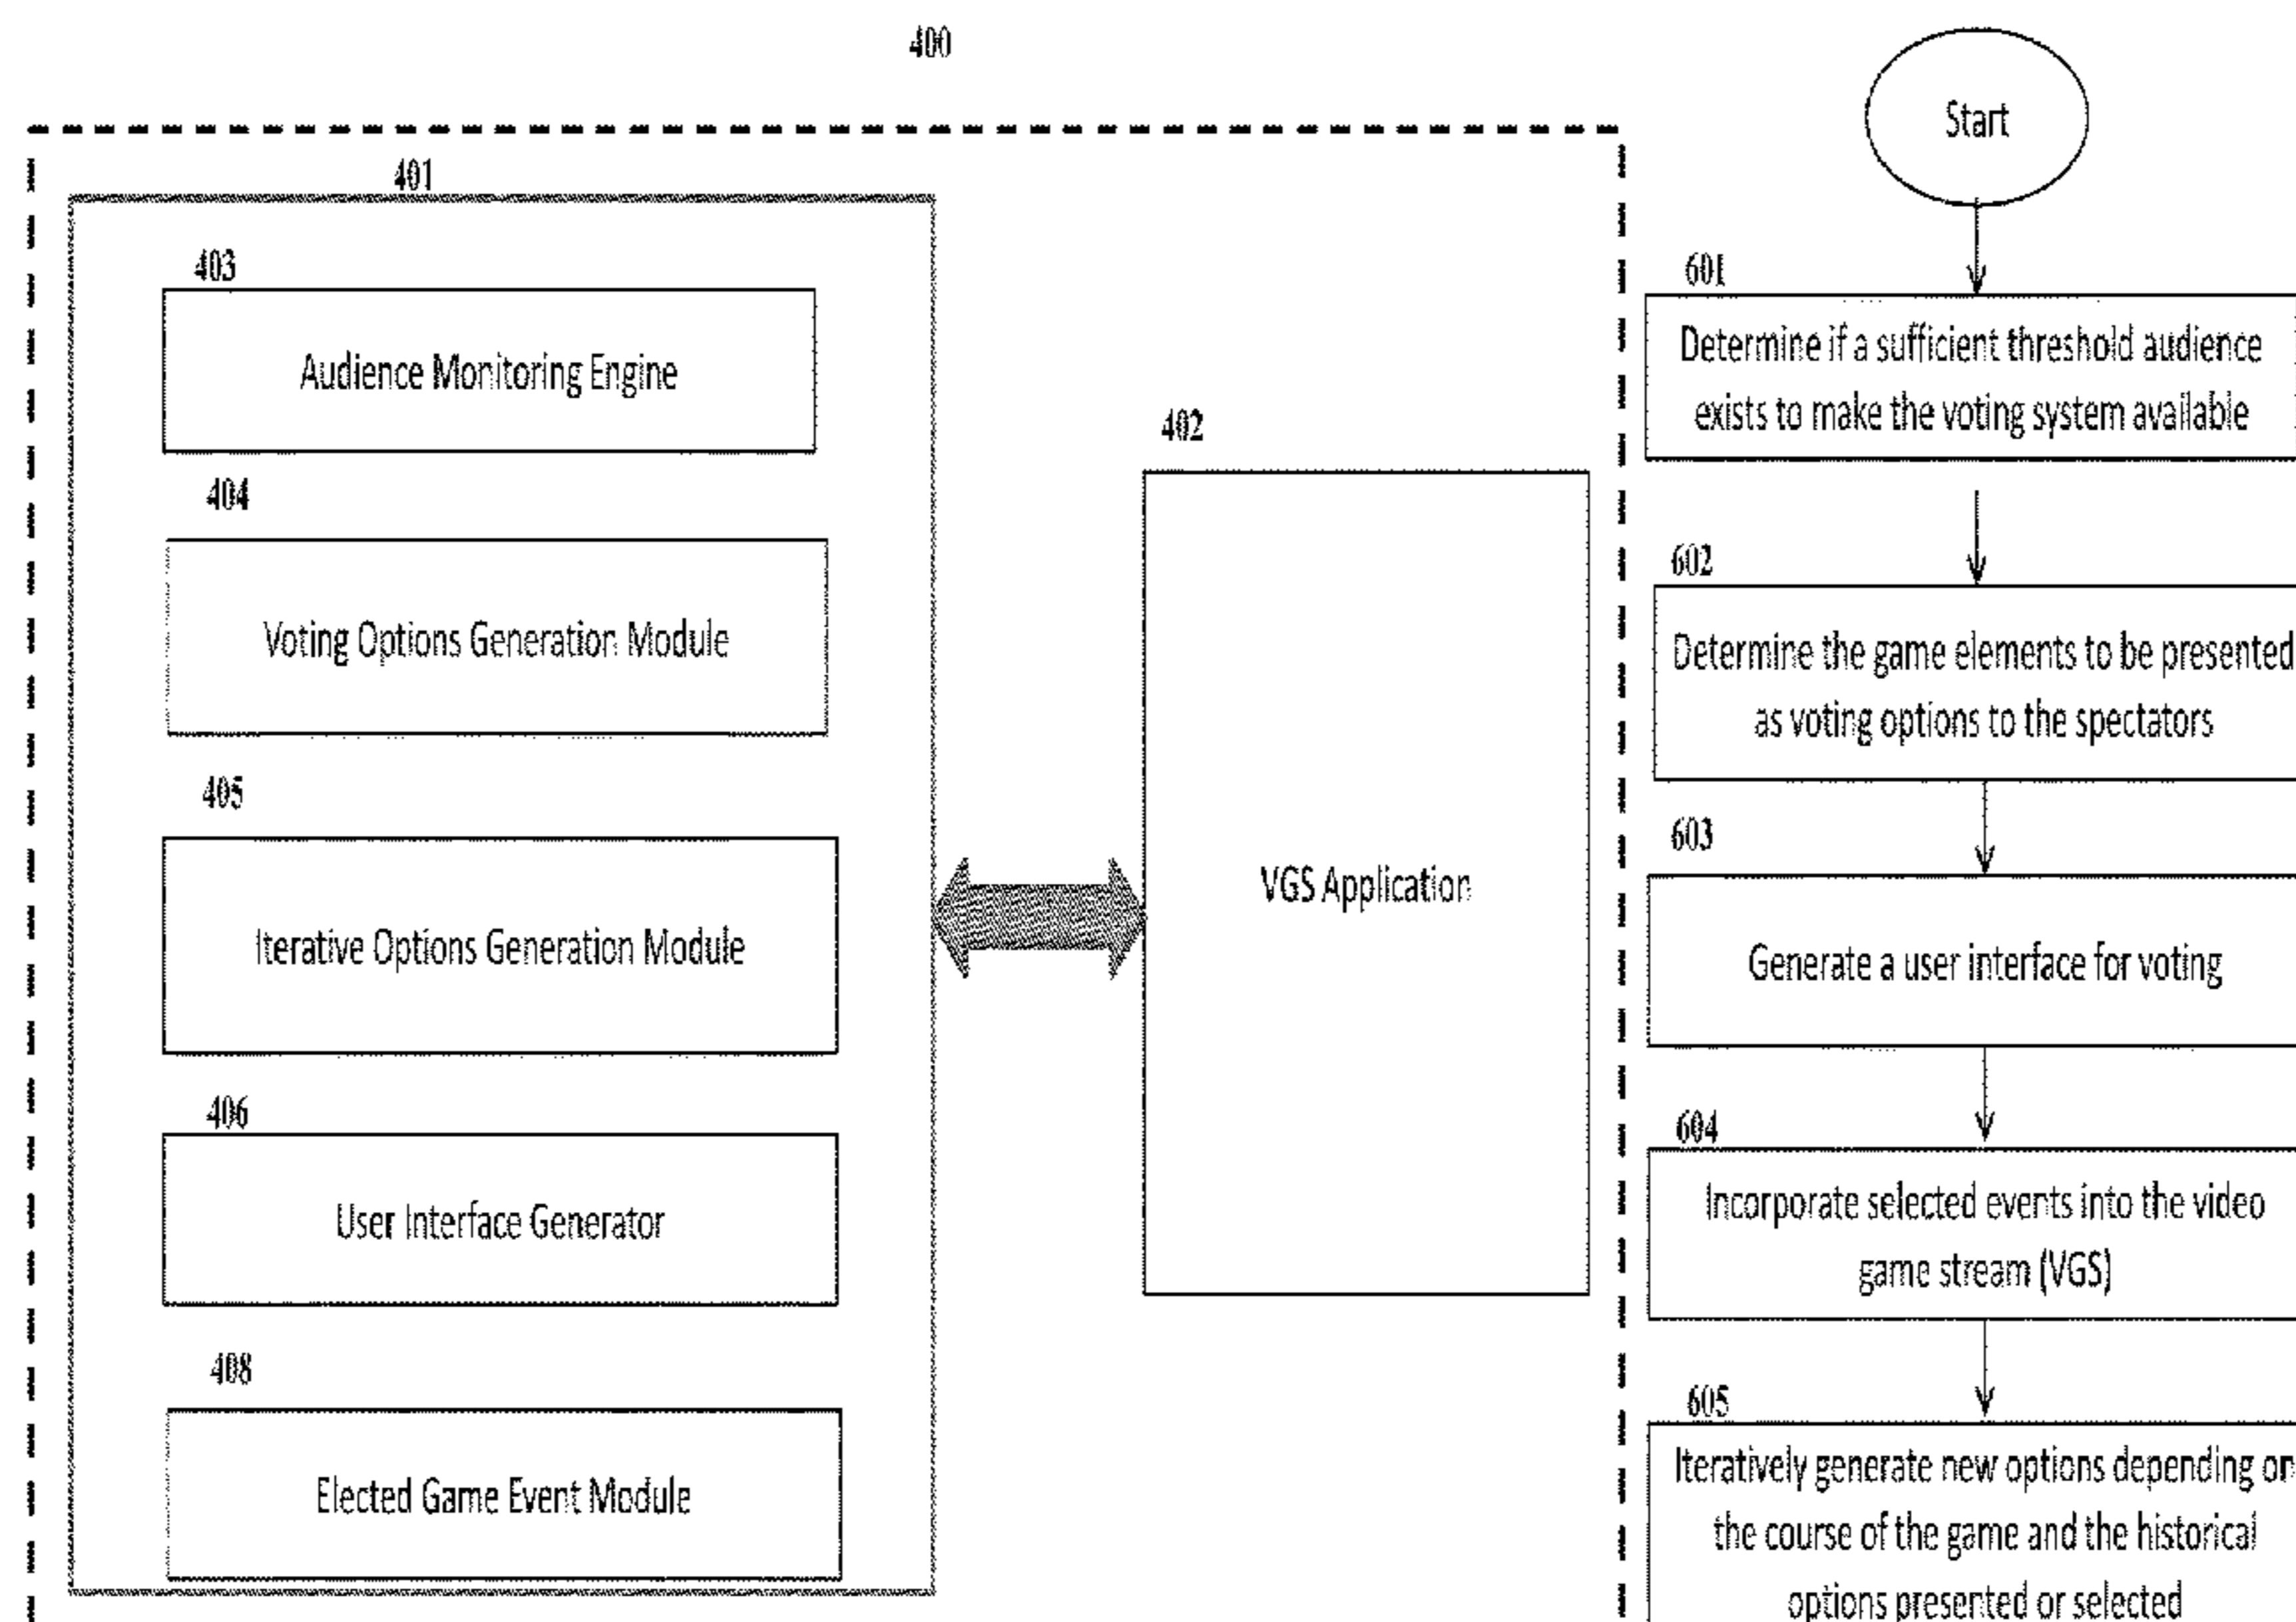 400
401
403
Audience Monitoring Engine
404
Voting Options Generation Module
405
Iterative Options Generation Module
406
User Interface Generator
408
Elected Game Event Module
402
VGS Application
Start
601
Determine if a sufficient threshold audience
exists to make the voting system available
602
Determine the game elements to be presented
as voting options to the spectators
603
Generate a user interface for voting
604
Incorporate selected events into the video
game stream (VGS)
605
Iteratively generate new options depending on
the course of the game and the historical
options presented or selected